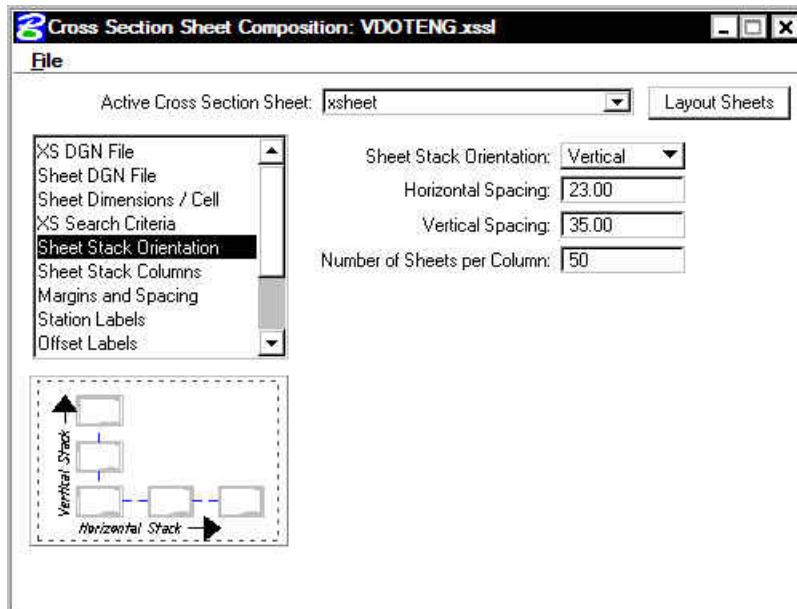 Cross Section Sheet Composition: VDOTENG.xssl
File
Active Cross Section Sheet: xsheet Layout Sheets
XS DGN File
Sheet DGN File
Sheet Dimensions / Cell
XS Search Criteria
Sheet Stack Orientation
Sheet Stack Columns
Margins and Spacing
Station Labels
Offset Labels
Sheet Stack Orientation: Vertical
Horizontal Spacing: 23.00
Vertical Spacing: 35.00
Number of Sheets per Column: 50
Vertical Stack
Horizontal Stack